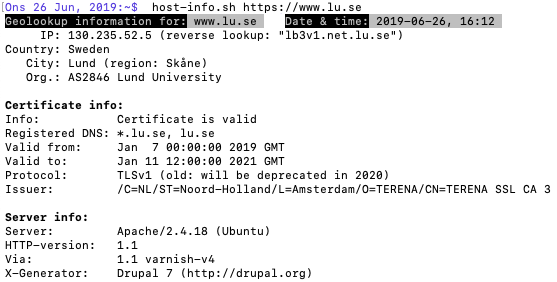 [Ons 26 Jun, 2019:~$ host-info.sh https://www.lu.se
Geolookup information for: www.lu.se Date & time: 2019-06-26, 16:12
IP: 130.235.52.5 (reverse lookup: "lb3v1.net.lu.se")
Country: Sweden
City: Lund (region: Skåne)
Org.: AS2846 Lund University
Certificate info:
Info: Certificate is valid
Registered DNS: *.lu.se, lu.se
Valid from: Jan 7 00:00:00 2019 GMT
Valid to: Jan 11 12:00:00 2021 GMT
Protocol: TLSv1 (old: will be deprecated in 2020)
Issuer: /C=NL/ST=Noord-Holland/L=Amsterdam/O=TERENA/CN=TERENA SSL CA 3
Server info:
Server: Apache/2.4.18 (Ubuntu)
HTTP-version: 1.1
Via: 1.1 varnish-v4
X-Generator: Drupal 7 (http://drupal.org)